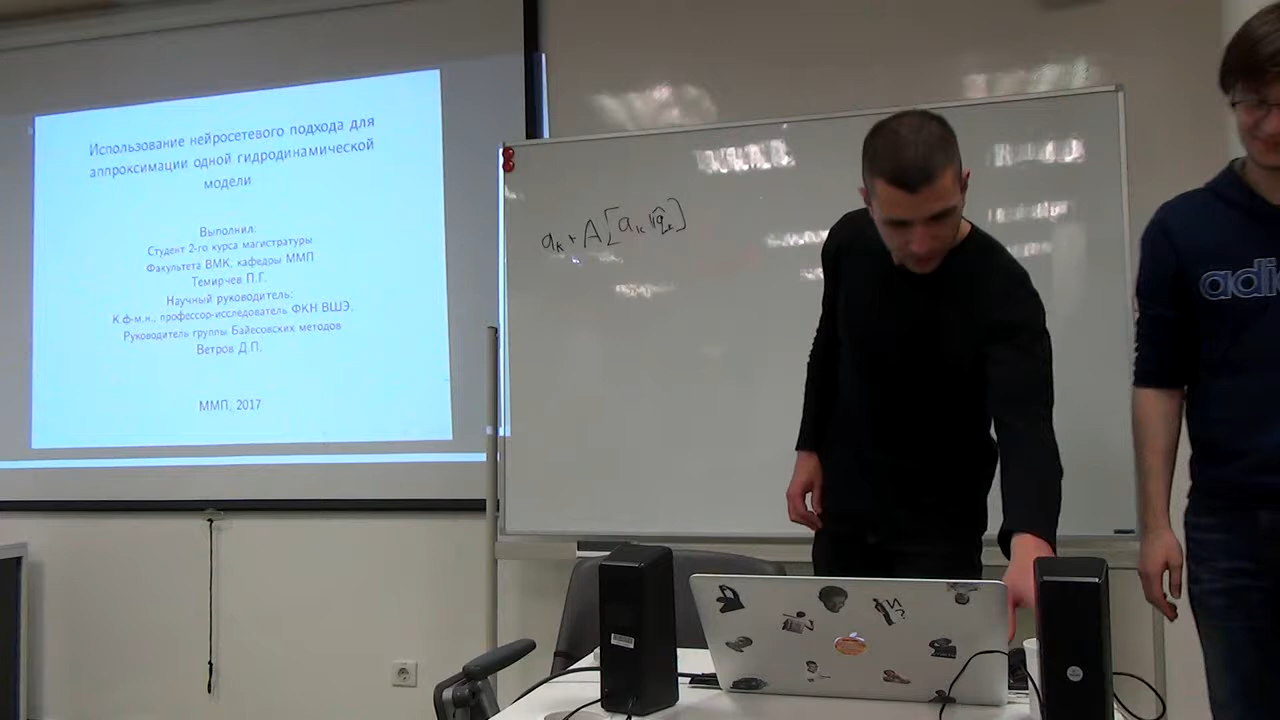 Использование нейросетевого подхода для
аппроксимации одной гидродинамической
модели
Выполнил:
Студент 2-го курса магистратуры
Факультета ВМК, кафедры ММП
Темирчев П.Г.
Научный руководитель:
К.ф-м.н., профессор-исследователь ФКН ВШЭ,
Руководитель группы Байесовских методов
Ветров Д.П.
ММП, 2017
И
?